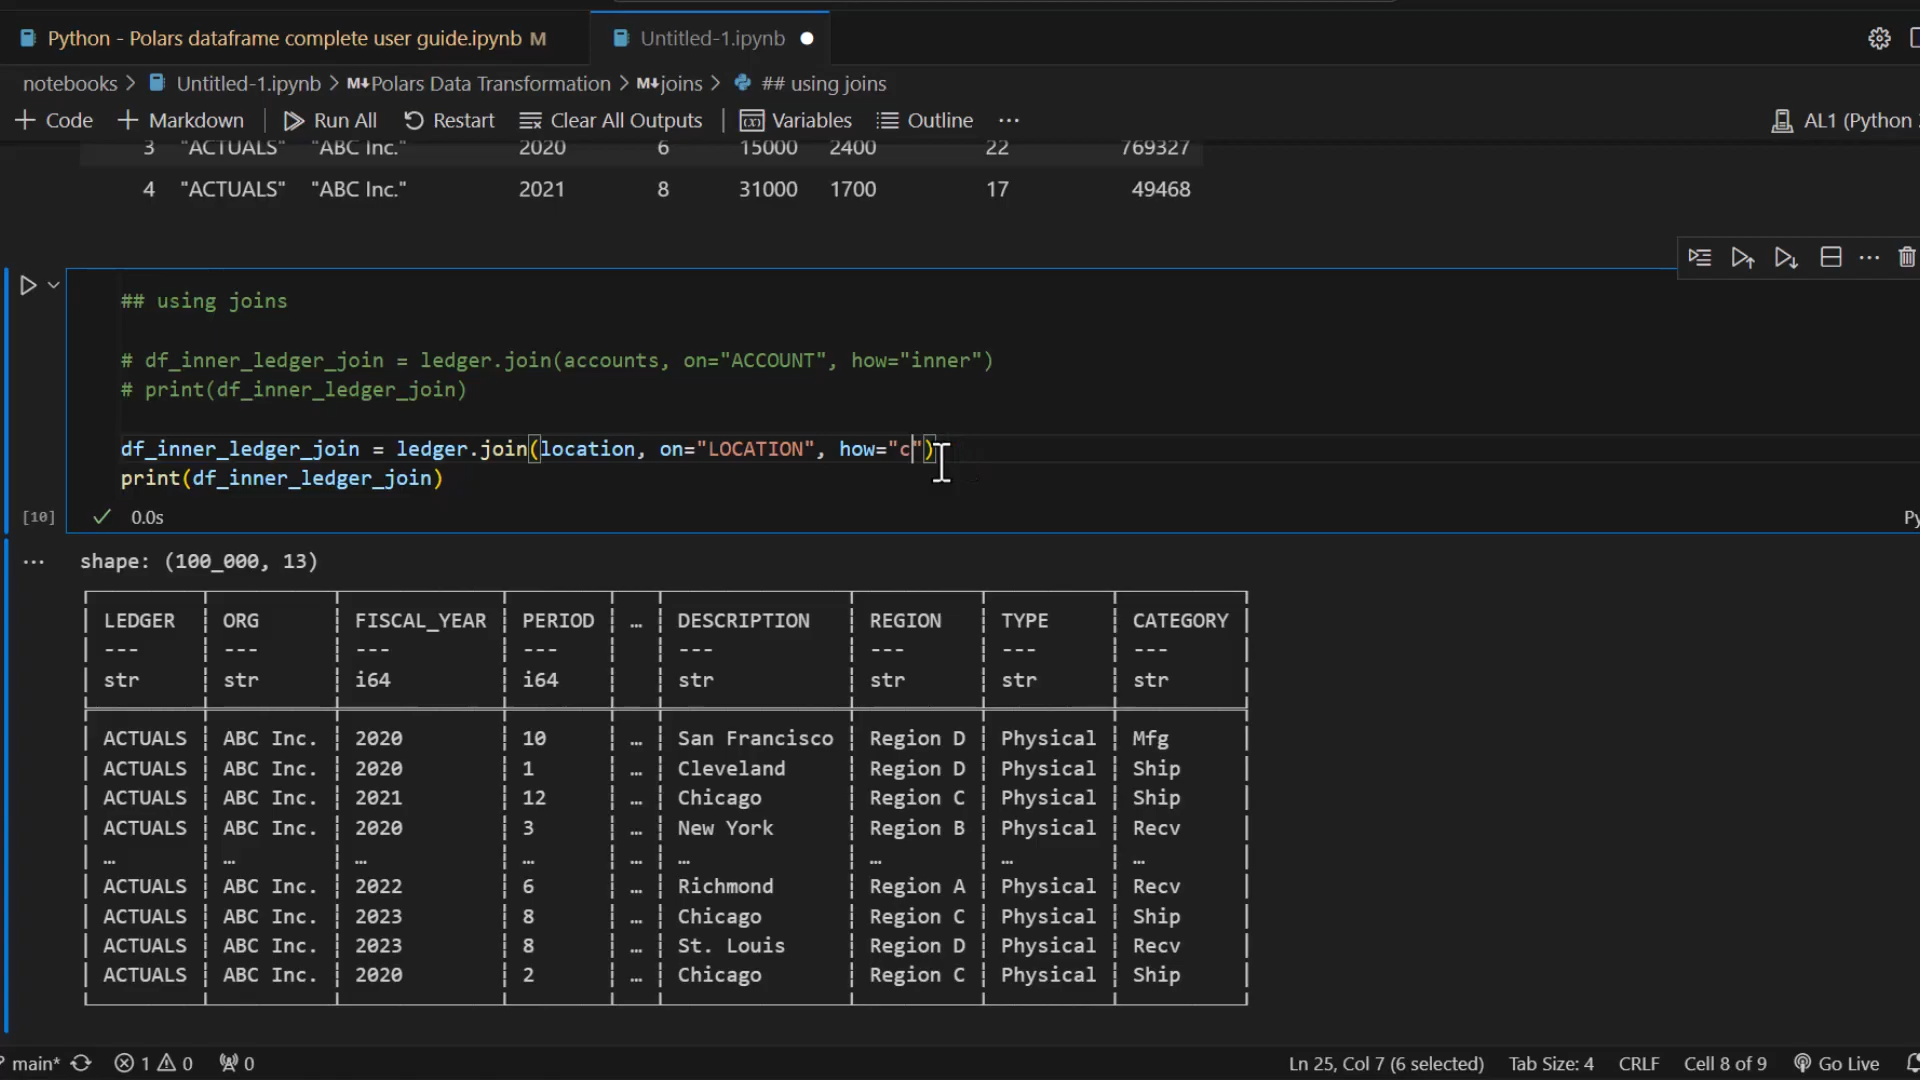 Python - Polars dataframe complete user guide.ipynb M Untitled-1.ipynb
notebooks > Untitled-1.ipynb > M↓Polars Data Transformation > M↓joins > ## using joins
+ Code + Markdown Run All Restart Clear All Outputs Variables Outline ··· AL1 (Python
3 "ACTUALS" "ABC Inc." 2020 6 15000 2400 22 769327
4 "ACTUALS" "ABC Inc." 2021 8 31000 1700 17 49468
## using joins
# df_inner_ledger_join = ledger.join(accounts, on="ACCOUNT", how="inner")
# print(df_inner_ledger_join)
df_inner_ledger_join = ledger.join(location, on="LOCATION", how="c")
print(df_inner_ledger_join)
[10] 0.0s Py
shape: (100_000, 13)
LEDGER ORG FISCAL_YEAR PERIOD … DESCRIPTION REGION TYPE CATEGORY
--- --- --- --- --- --- --- ---
str str i64 i64 str str str str
ACTUALS ABC Inc. 2020 10 … San Francisco Region D Physical Mfg
ACTUALS ABC Inc. 2020 1 … Cleveland Region D Physical Ship
ACTUALS ABC Inc. 2021 12 … Chicago Region C Physical Ship
ACTUALS ABC Inc. 2020 3 … New York Region B Physical Recv
… … … … … … … … …
ACTUALS ABC Inc. 2022 6 … Richmond Region A Physical Recv
ACTUALS ABC Inc. 2023 8 … Chicago Region C Physical Ship
ACTUALS ABC Inc. 2023 8 … St. Louis Region D Physical Recv
ACTUALS ABC Inc. 2020 2 … Chicago Region C Physical Ship
main* 1 0 0 Ln 25, Col 7 (6 selected) Tab Size: 4 CRLF Cell 8 of 9 Go Live